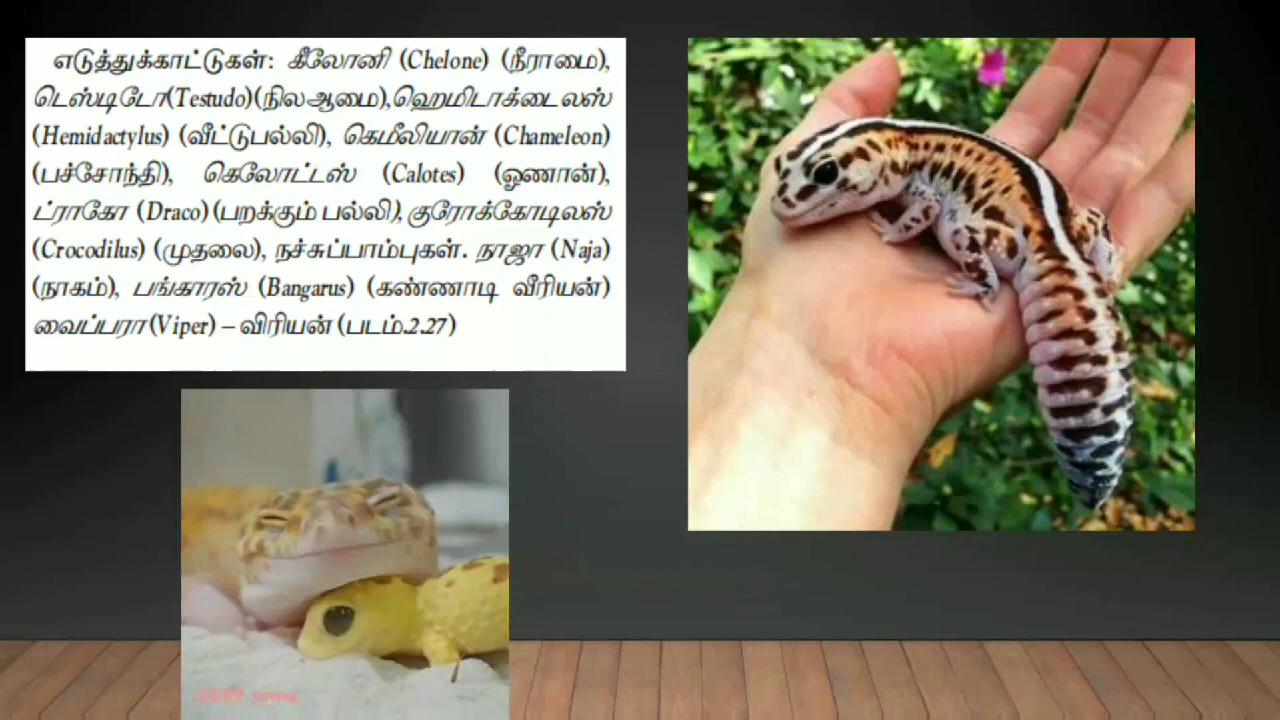 எடுத்துக்காட்டுகள்: கீலோனி (Chelone) (நீராமை),
டெஸ்டிடோ(Testudo)(நில ஆமை),ஹெமிடாக்டைலஸ்
(Hemidactylus) (வீட்டுபல்லி), கெமீலியான் (Chameleon)
(பச்சோந்தி), கெலோட்டஸ் (Calotes) (ஓணான்),
ட்ராகோ (Draco) (பறக்கும் பல்லி), குரோக்கோடிலஸ்
(Crocodilus) (முதலை), நச்சுப்பாம்புகள். நாஜா (Naja)
(நாகம்), பங்காரஸ் (Bangarus) (கண்ணாடி வீரியன்)
வைப்பரா (Viper) – விரியன் (படம்.2.27)